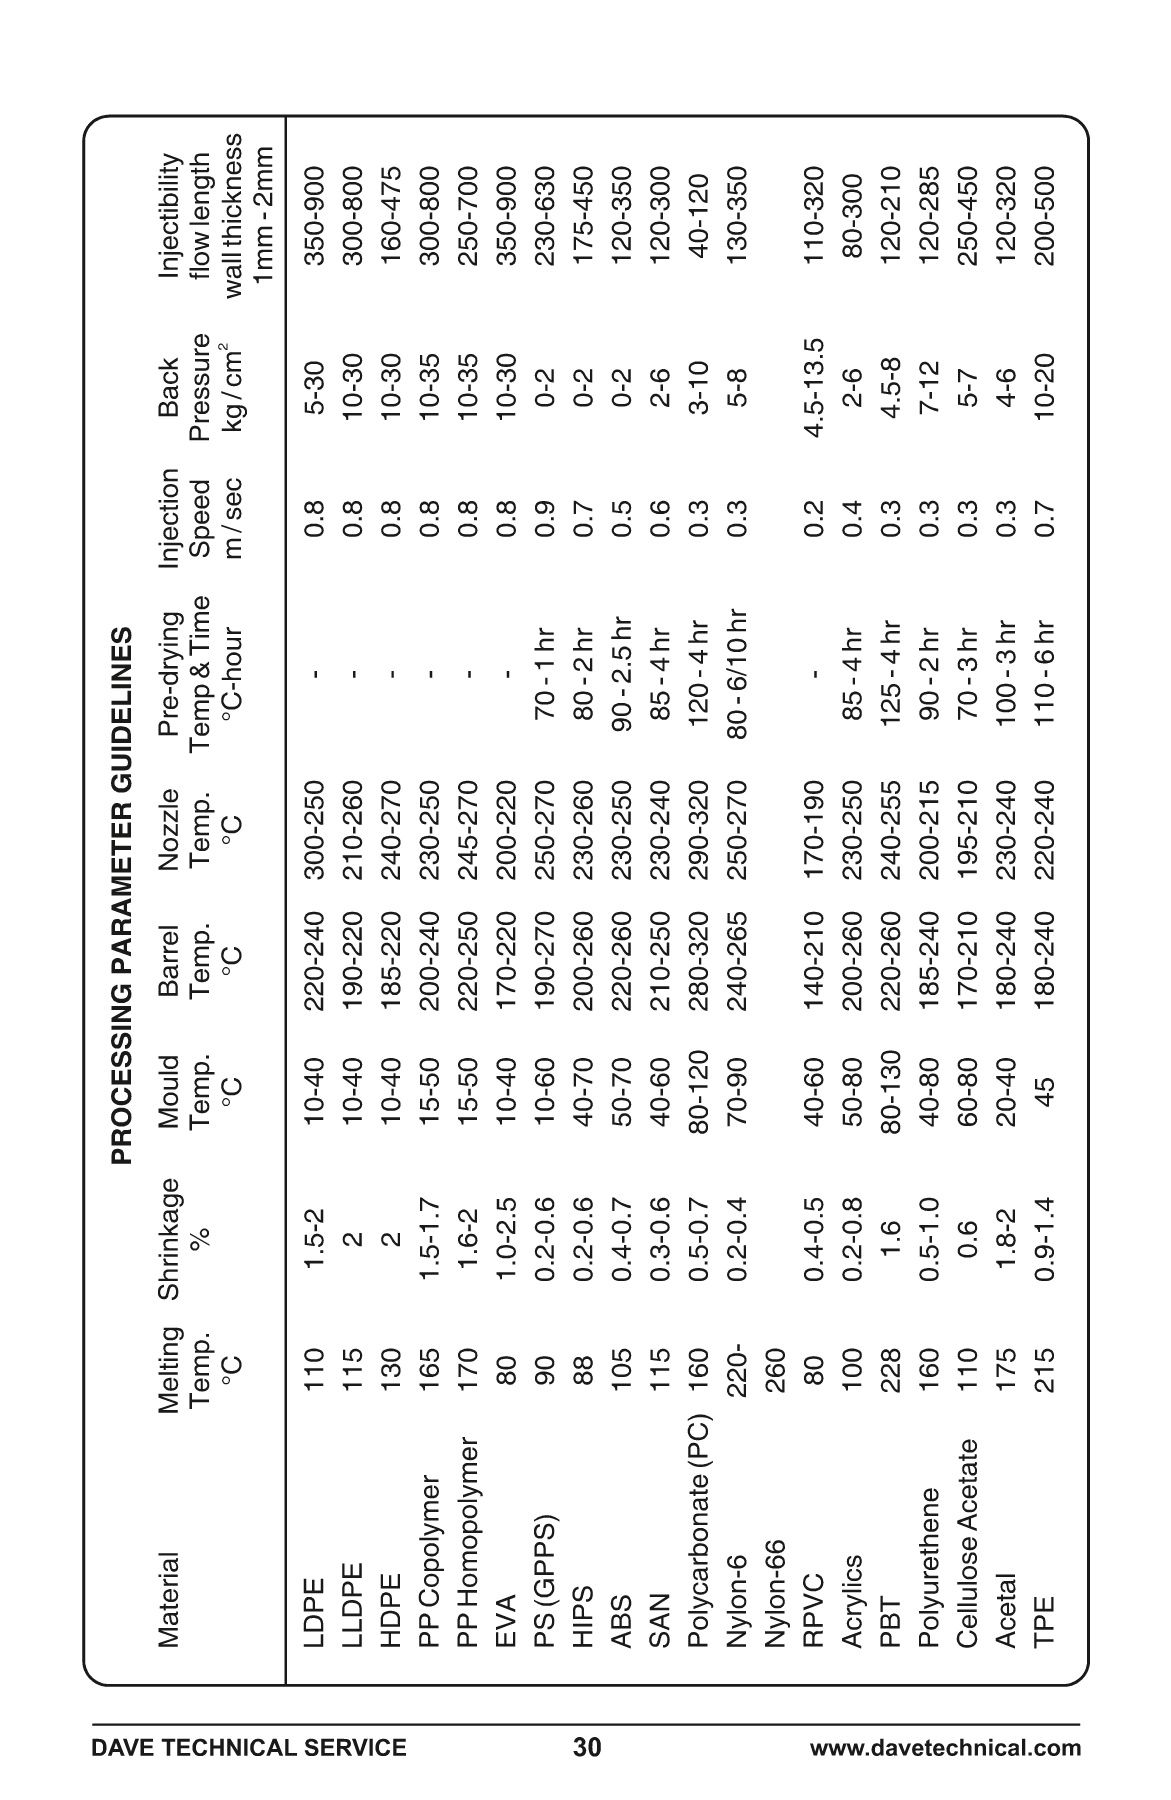 PROCESSING PARAMETER GUIDELINES
Material Melting Shrinkage Mould Barrel Nozzle Pre-drying Injection Back Injectibility
Temp. % Temp. Temp. Temp. Temp & Time Speed Pressure flow length
°C °C °C °C °C-hour m / sec kg / cm² wall thickness
1mm - 2mm
LDPE 110 1.5-2 10-40 220-240 300-250 - 0.8 5-30 350-900
LLDPE 115 2 10-40 190-220 210-260 - 0.8 10-30 300-800
HDPE 130 2 10-40 185-220 240-270 - 0.8 10-30 160-475
PP Copolymer 165 1.5-1.7 15-50 200-240 230-250 - 0.8 10-35 300-800
PP Homopolymer 170 1.6-2 15-50 220-250 245-270 - 0.8 10-35 250-700
EVA 80 1.0-2.5 10-40 170-220 200-220 - 0.8 10-30 350-900
PS (GPPS) 90 0.2-0.6 10-60 190-270 250-270 70 - 1 hr 0.9 0-2 230-630
HIPS 88 0.2-0.6 40-70 200-260 230-260 80 - 2 hr 0.7 0-2 175-450
ABS 105 0.4-0.7 50-70 220-260 230-250 90 - 2.5 hr 0.5 0-2 120-350
SAN 115 0.3-0.6 40-60 210-250 230-240 85 - 4 hr 0.6 2-6 120-300
Polycarbonate (PC) 160 0.5-0.7 80-120 280-320 290-320 120 - 4 hr 0.3 3-10 40-120
Nylon-6 220- 0.2-0.4 70-90 240-265 250-270 80 - 6/10 hr 0.3 5-8 130-350
Nylon-66 260
RPVC 80 0.4-0.5 40-60 140-210 170-190 - 0.2 4.5-13.5 110-320
Acrylics 100 0.2-0.8 50-80 200-260 230-250 85 - 4 hr 0.4 2-6 80-300
PBT 228 1.6 80-130 220-260 240-255 125 - 4 hr 0.3 4.5-8 120-210
Polyurethene 160 0.5-1.0 40-80 185-240 200-215 90 - 2 hr 0.3 7-12 120-285
Cellulose Acetate 110 0.6 60-80 170-210 195-210 70 - 3 hr 0.3 5-7 250-450
Acetal 175 1.8-2 20-40 180-240 230-240 100 - 3 hr 0.3 4-6 120-320
TPE 215 0.9-1.4 45 180-240 220-240 110 - 6 hr 0.7 10-20 200-500
DAVE TECHNICAL SERVICE 30 www.davetechnical.com